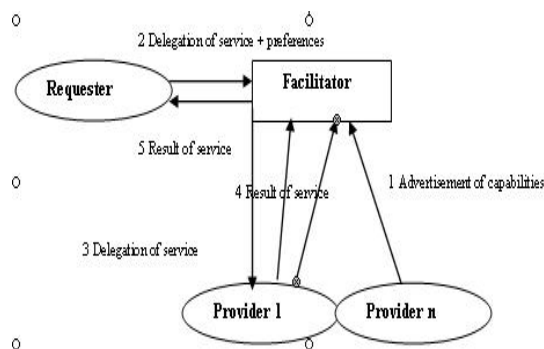 2 Delegation of service + preferences
Requester
Facilitator
5 Result of service
4 Result of service
1 Advertisement of capabilities
3 Delegation of service
Provider 1
Provider n